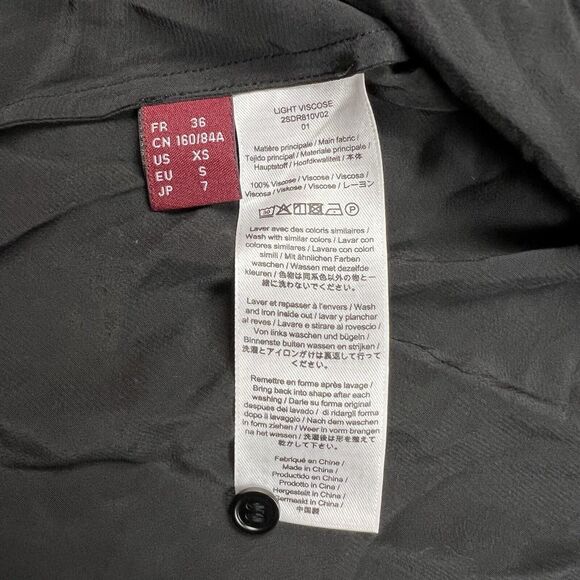 FR 36
CN 160/84A
US XS
EU S
JP 7
LIGHT VISCOSE
2SDR810V02
01
Matière principale / Main fabric /
Tejido principal / Materiale principale /
Hauptstoff / Hoofdkwaliteit / 本体
100% Viscose / Viscose / Viscosa /
Viscosa / Viskose / Viscose / レーヨン
Laver avec des coloris similaires /
Wash with similar colors / Lavar con
colores similares / Lavare con colori
simili / Mit ähnlichen Farben
waschen / Wassen met dezelfde
kleuren / 色物は同系色以外の物と一
緒に洗わないでください。
Laver et repasser à l'envers / Wash
and iron inside out / lavar y planchar
al reves / Lavare e stirare al rovescio /
Von links waschen und bügeln /
Binnenste buiten wassen en strijken /
洗濯とアイロンがけは裏返して行って
ください。
Remettre en forme après lavage /
Bring back into shape after each
washing / Darle su forma original
despues del lavado / di ridargil forma
dopo il lavaggio / Nach dem waschen
in form ziehen / Weer in vorm brengen
na het wassen / 洗濯後は形を整えて
乾かして下さい。
Fabriqué en Chine /
Made in China /
Productido en China /
Prodotto in Cina /
Hergestellt in China /
ermaakt in China /
中国製